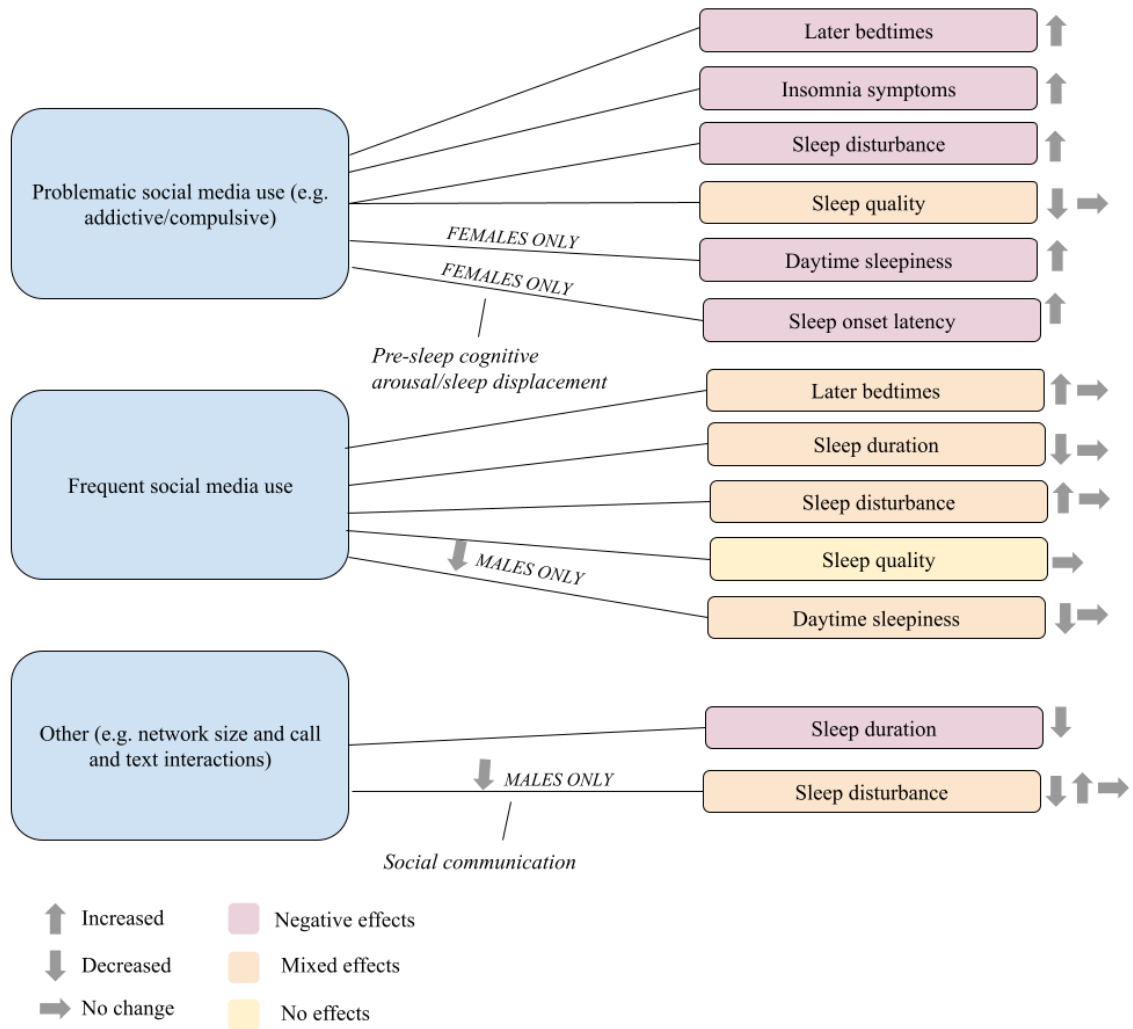 Later bedtimes
Insomnia symptoms
Sleep disturbance
Problematic social media use (e.g.
addictive/compulsive)
Sleep quality
FEMALES ONLY
Daytime sleepiness
FEMALES ONLY
Sleep onset latency
Pre-sleep cognitive
arousal/sleep displacement
Later bedtimes
Sleep duration
Frequent social media use
Sleep disturbance
Sleep quality
MALES ONLY
Daytime sleepiness
Other (e.g. network size and call
and text interactions)
Sleep duration
MALES ONLY
Sleep disturbance
Social communication
Increased
Negative effects
Decreased
Mixed effects
No change
No effects